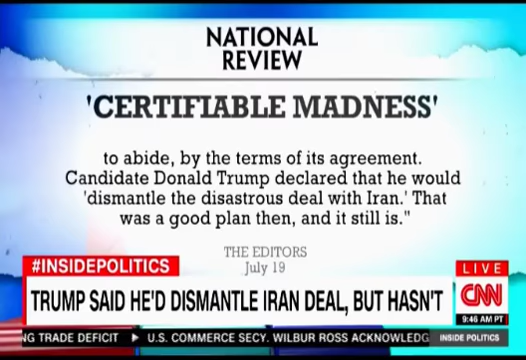 NATIONAL
REVIEW
'CERTIFIABLE MADNESS'
to abide, by the terms of its agreement.
Candidate Donald Trump declared that he would
'dismantle the disastrous deal with Iran.' That
was a good plan then, and it still is."
THE EDITORS
July 19
#INSIDEPOLITICS
LIVE
TRUMP SAID HE'D DISMANTLE IRAN DEAL, BUT HASN'T
CNN
9:46 AM PT
NG TRADE DEFICIT ▶ U.S. COMMERCE SECY. WILBUR ROSS ACKNOWLEDG
INSIDE POLITICS